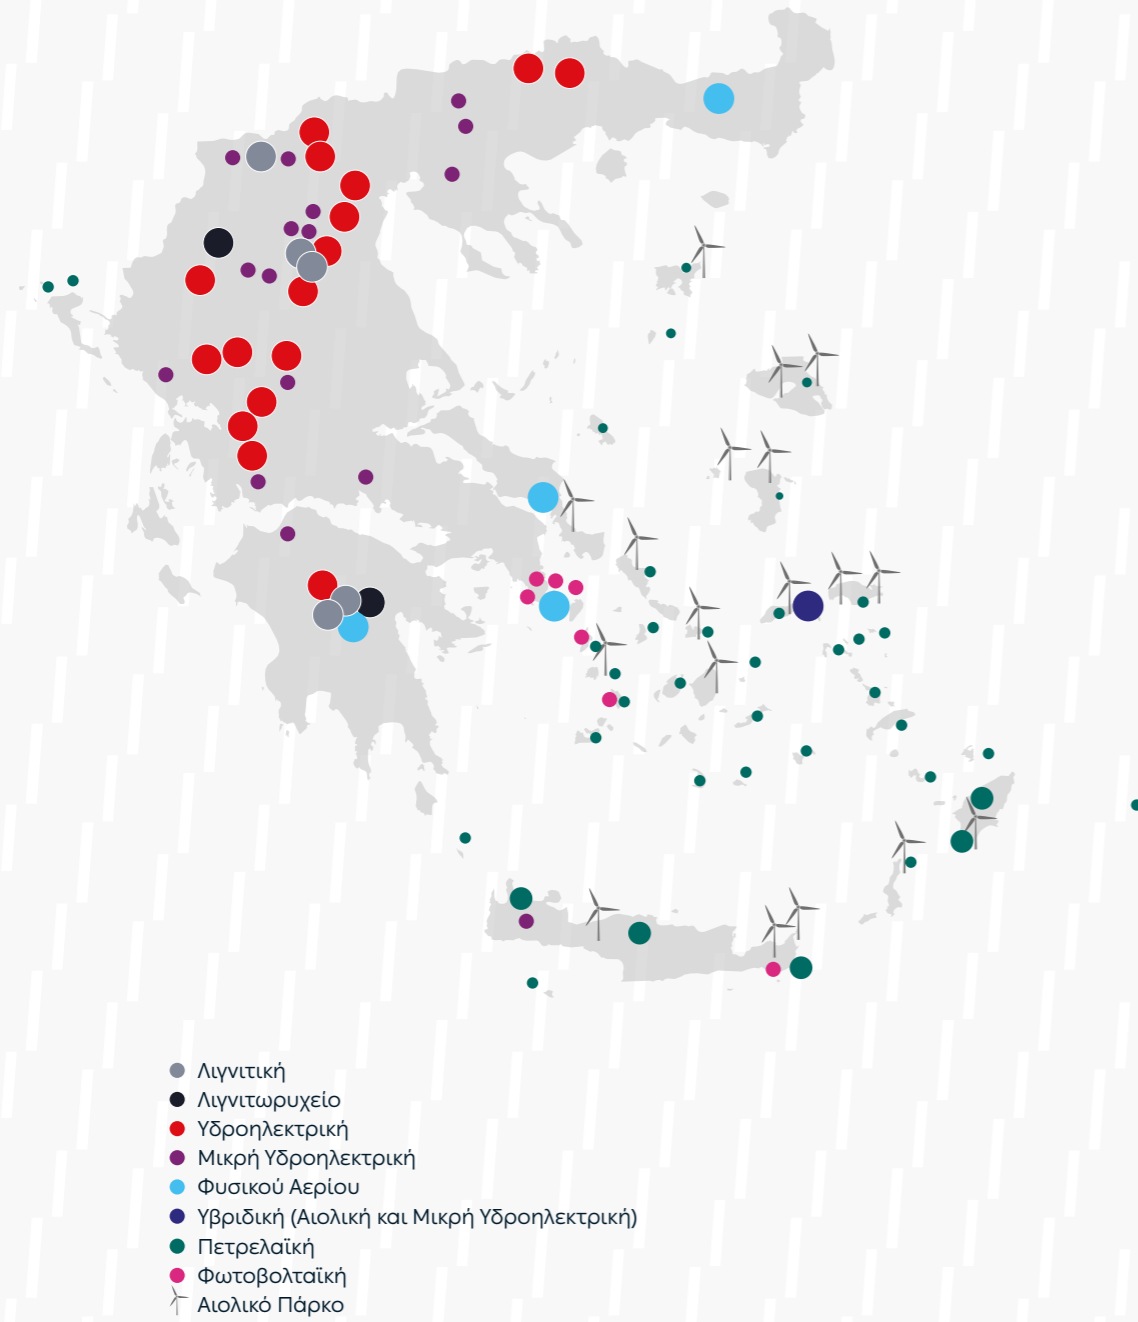 Λιγνιτική
Λιγνιτωρυχείο
Υδροηλεκτρική
Μικρή Υδροηλεκτρική
Φυσικού Αερίου
Υβριδική (Αιολική και Μικρή Υδροηλεκτρική)
Πετρελαϊκή
Φωτοβολταϊκή
Αιολικό Πάρκο